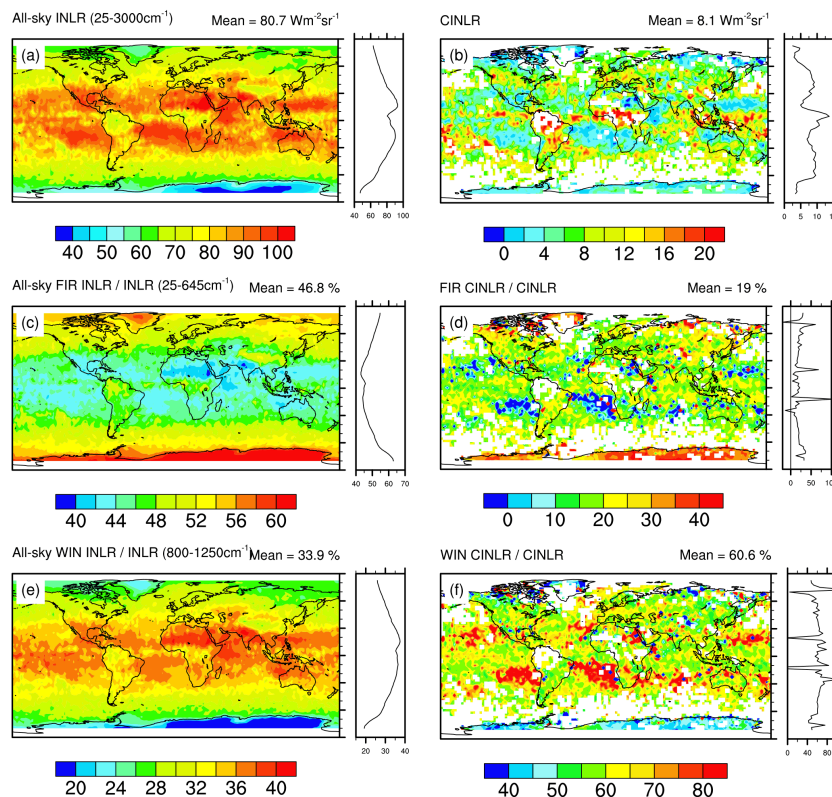 All-sky INLR (25-3000cm⁻¹) Mean = 80.7 Wm⁻²sr⁻¹
CINLR Mean = 8.1 Wm⁻²sr⁻¹
(a)
(b)
40 60 80 100
0 5 10
40 50 60 70 80 90 100
0 4 8 12 16 20
All-sky FIR INLR / INLR (25-645cm⁻¹) Mean = 46.8 %
FIR CINLR / CINLR Mean = 19 %
(c)
(d)
40 50 60 70
0 50
40 44 48 52 56 60
0 10 20 30 40
All-sky WIN INLR / INLR (800-1250cm⁻¹) Mean = 33.9 %
WIN CINLR / CINLR Mean = 60.6 %
(e)
(f)
20 30 40
0 40 80
20 24 28 32 36 40
40 50 60 70 80